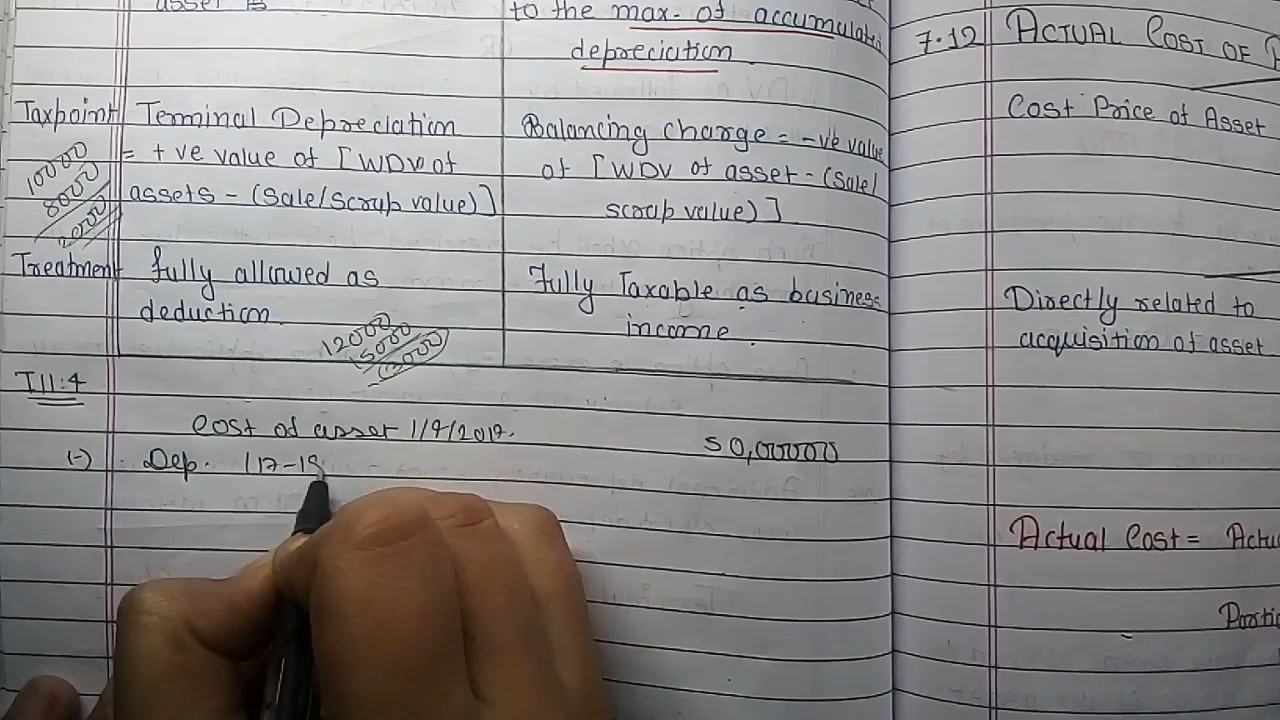 asset is
to the max. of accumulated
depreciation
Taxpoint
Terminal Depreciation
= +ve value of [WDV of
assets - (Sale/Scrap value)]
Balancing charge = -ve value
of [WDV of asset - (Sale/
scrap value)]
10000
8000
2000
Treatment
fully allowed as
deduction.
Fully Taxable as business
income.
12000
15000
(3000)
Ill:4
Cost of asset 1/4/2017.
50,00000
(-) Dep. (17-18
7.12 ACTUAL COST OF
Cost Price of Asset
Directly related to
acquisition of asset
Actual Cost = Actu
Portio